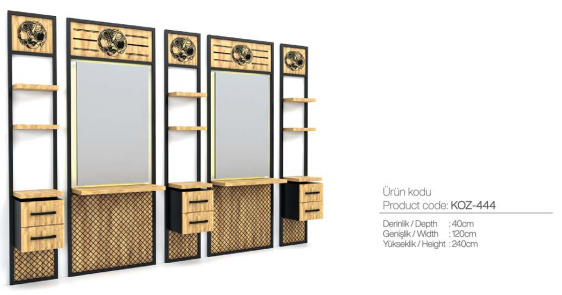 Ürün kodu
Product code: KOZ-444
Derinlik / Depth : 40cm
Genişlik / Width : 120cm
Yükseklik / Height : 240cm